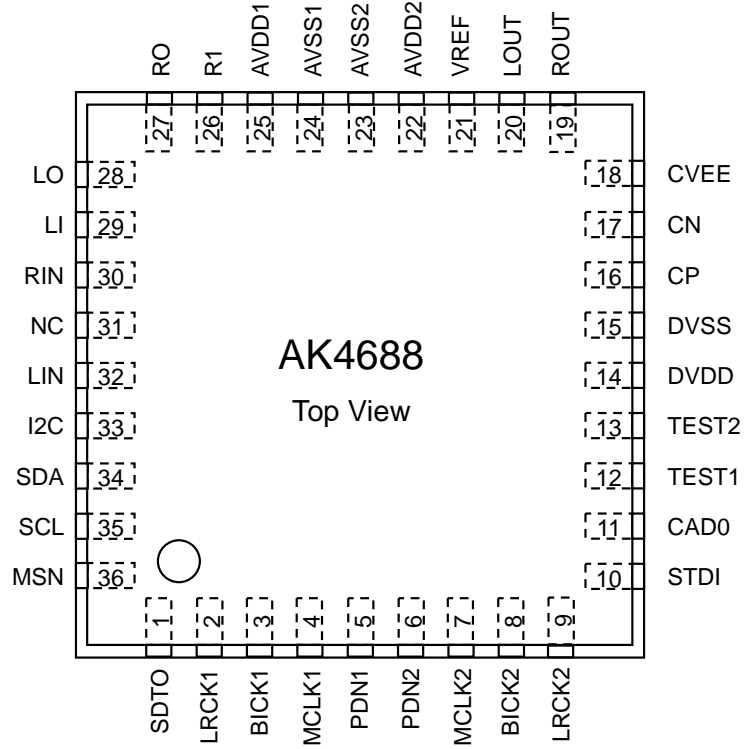 RO R1 AVDD1 AVSS1 AVSS2 AVDD2 VREF LOUT ROUT
27 26 25 24 23 22 21 20 19
LO 28 18 CVEE
LI 29 17 CN
RIN 30 16 CP
NC 31 15 DVSS
LIN 32 14 DVDD
AK4688
Top View
I2C 33 13 TEST2
SDA 34 12 TEST1
SCL 35 11 CAD0
MSN 36 10 STDI
1 2 3 4 5 6 7 8 9
SDTO LRCK1 BICK1 MCLK1 PDN1 PDN2 MCLK2 BICK2 LRCK2